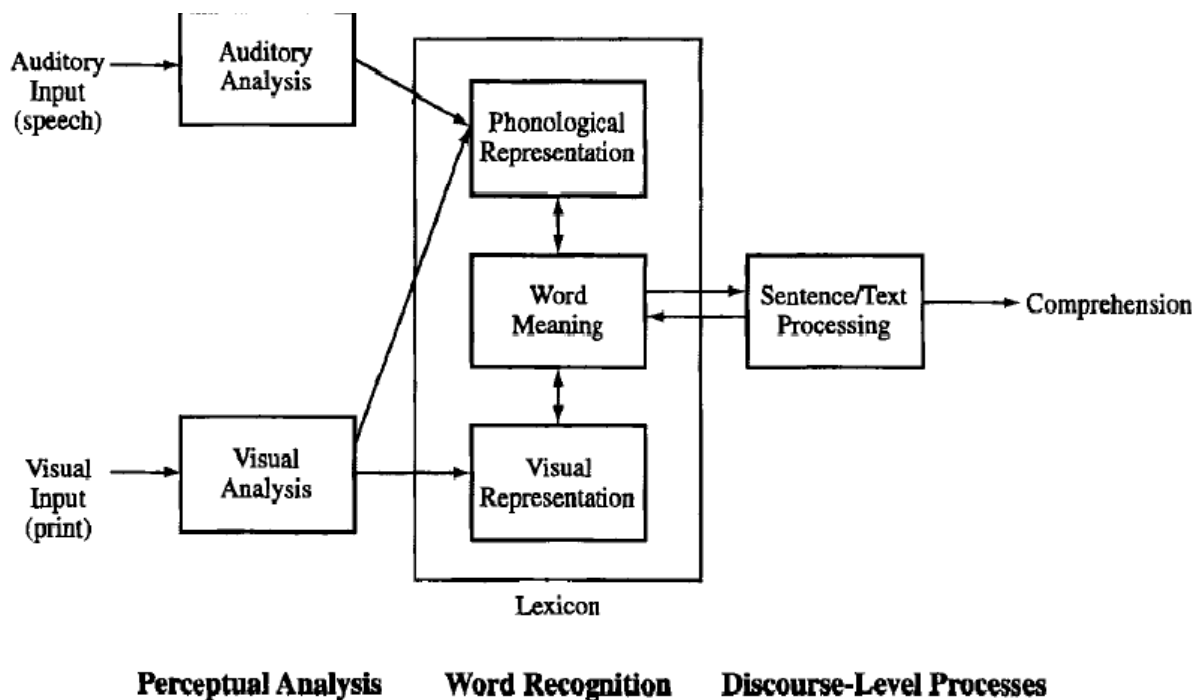 Auditory
Input
(speech)
Auditory
Analysis
Phonological
Representation
Word
Meaning
Sentence/Text
Processing
Comprehension
Visual
Input
(print)
Visual
Analysis
Visual
Representation
Lexicon
Perceptual Analysis
Word Recognition
Discourse-Level Processes